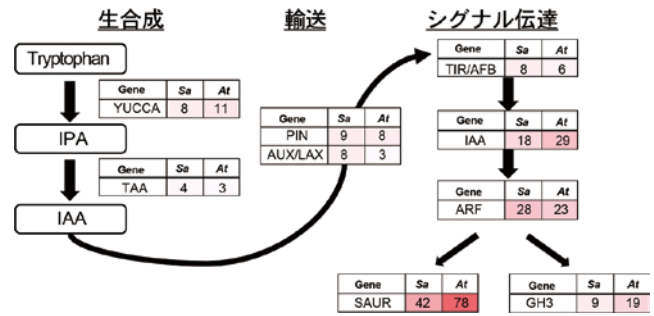 生合成
輸送
シグナル伝達
Tryptophan
Gene Sa At
YUCCA 8 11
IPA
Gene Sa At
TAA 4 3
IAA
Gene Sa At
PIN 9 8
AUX/LAX 8 3
Gene Sa At
TIR/AFB 8 6
Gene Sa At
IAA 18 29
Gene Sa At
ARF 28 23
Gene Sa At
SAUR 42 78
Gene Sa At
GH3 9 19